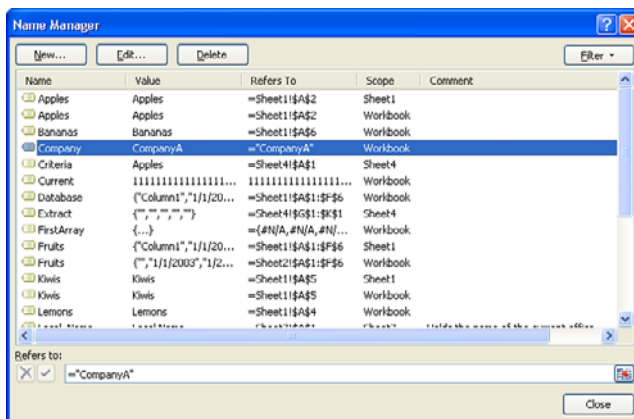 Name Manager
New... Edit... Delete Filter
Name Value Refers To Scope Comment
Apples Apples =Sheet1!$A$2 Sheet1
Apples Apples =Sheet1!$A$2 Workbook
Bananas Bananas =Sheet1!$A$6 Workbook
Company CompanyA ="CompanyA" Workbook
Criteria Apples =Sheet4!$A$1 Sheet4
Current 1111111111111111... 1111111111111111... Workbook
Database {"Column1","1/1/20... =Sheet1!$A$1:$F$6 Workbook
Extract {"","","","",""} =Sheet4!$G$1:$K$1 Sheet4
FirstArray {...} ={#N/A,#N/A,#N/... Workbook
Fruits {"Column1","1/1/20... =Sheet1!$A$1:$F$6 Sheet1
Fruits {"","1/1/2003","1/2... =Sheet2!$A$1:$F$6 Workbook
Kiwis Kiwis =Sheet1!$A$5 Sheet1
Kiwis Kiwis =Sheet1!$A$5 Workbook
Lemons Lemons =Sheet1!$A$4 Workbook
Refers to:
="CompanyA"
Close